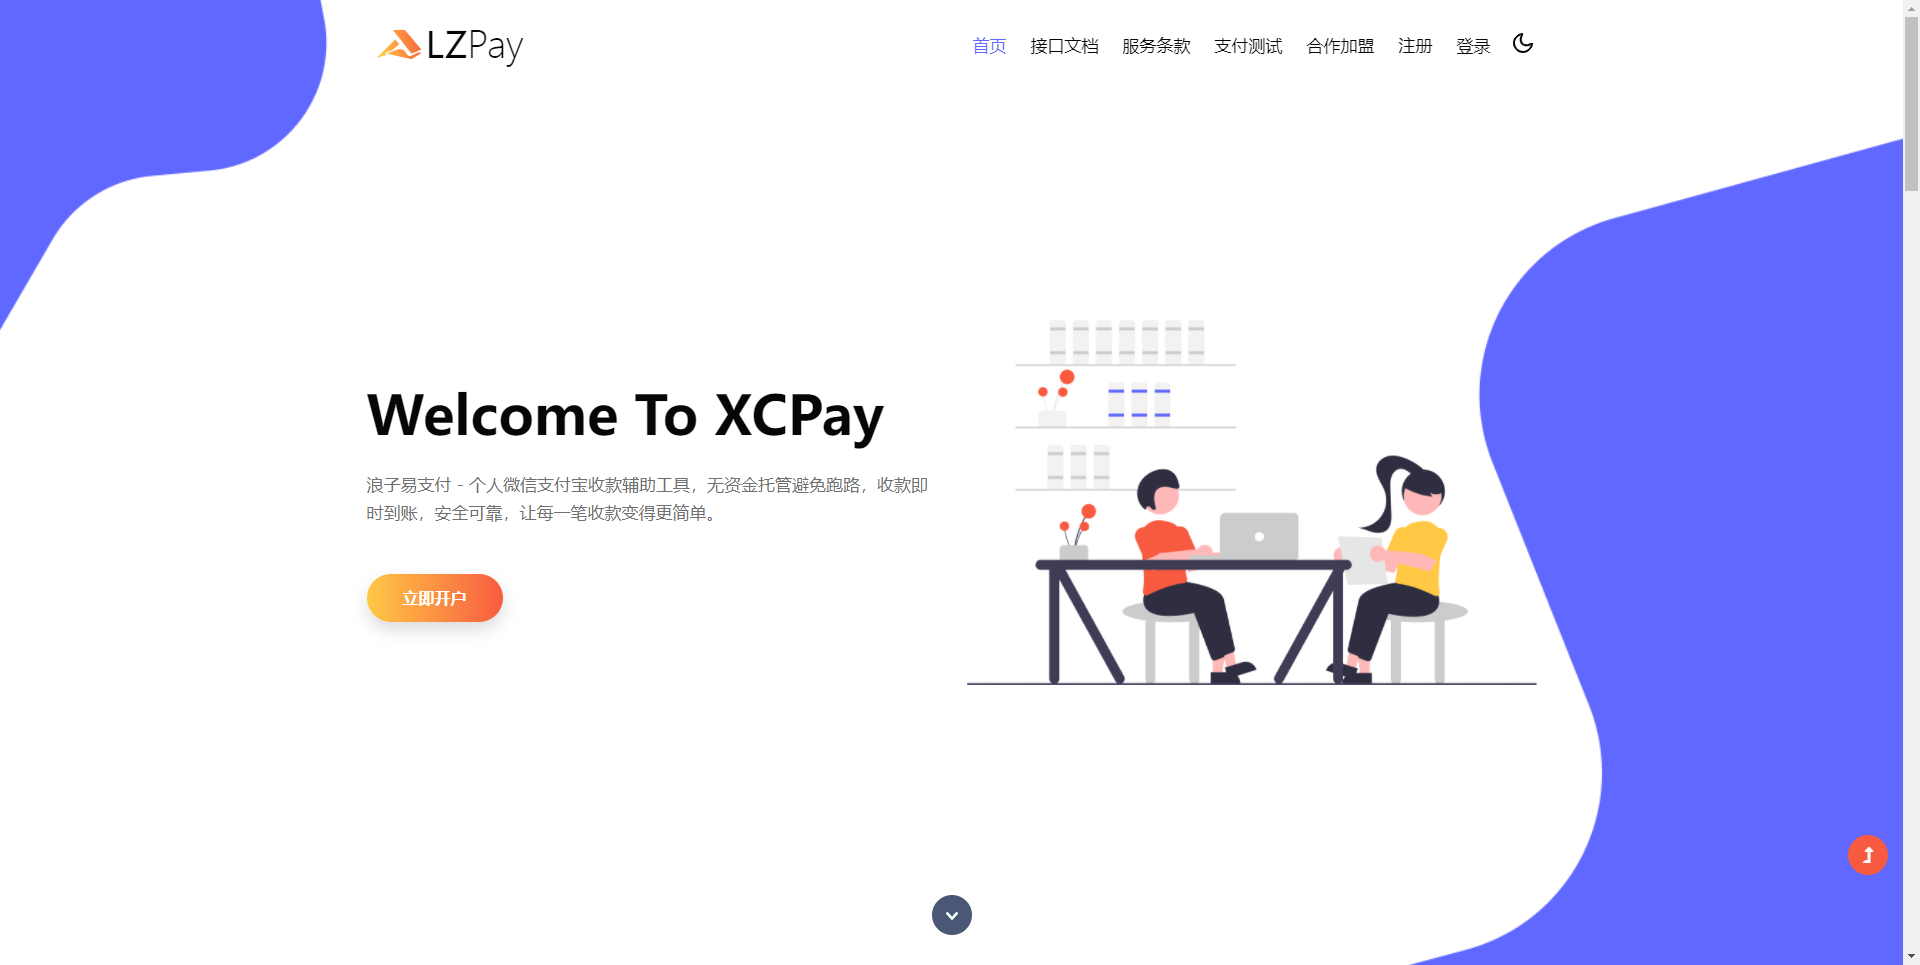 LZPay
首页 接口文档 服务条款 支付测试 合作加盟 注册 登录
Welcome To XCPay
浪子易支付 - 个人微信支付宝收款辅助工具，无资金托管避免跑路，收款即
时到账，安全可靠，让每一笔收款变得更简单。
立即开户